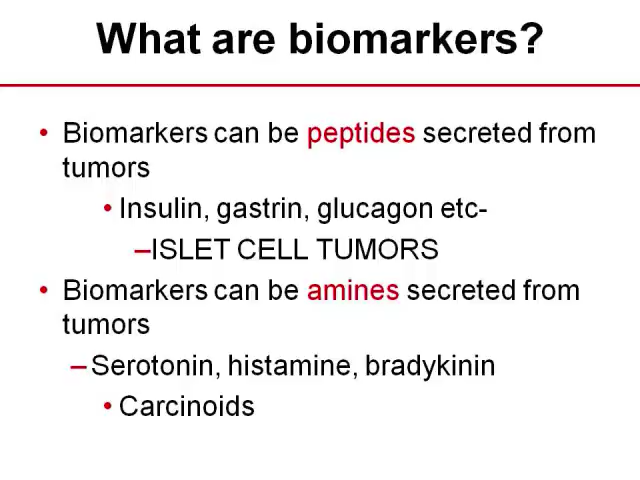 What are biomarkers?
• Biomarkers can be peptides secreted from
tumors
• Insulin, gastrin, glucagon etc-
–ISLET CELL TUMORS
• Biomarkers can be amines secreted from
tumors
– Serotonin, histamine, bradykinin
• Carcinoids